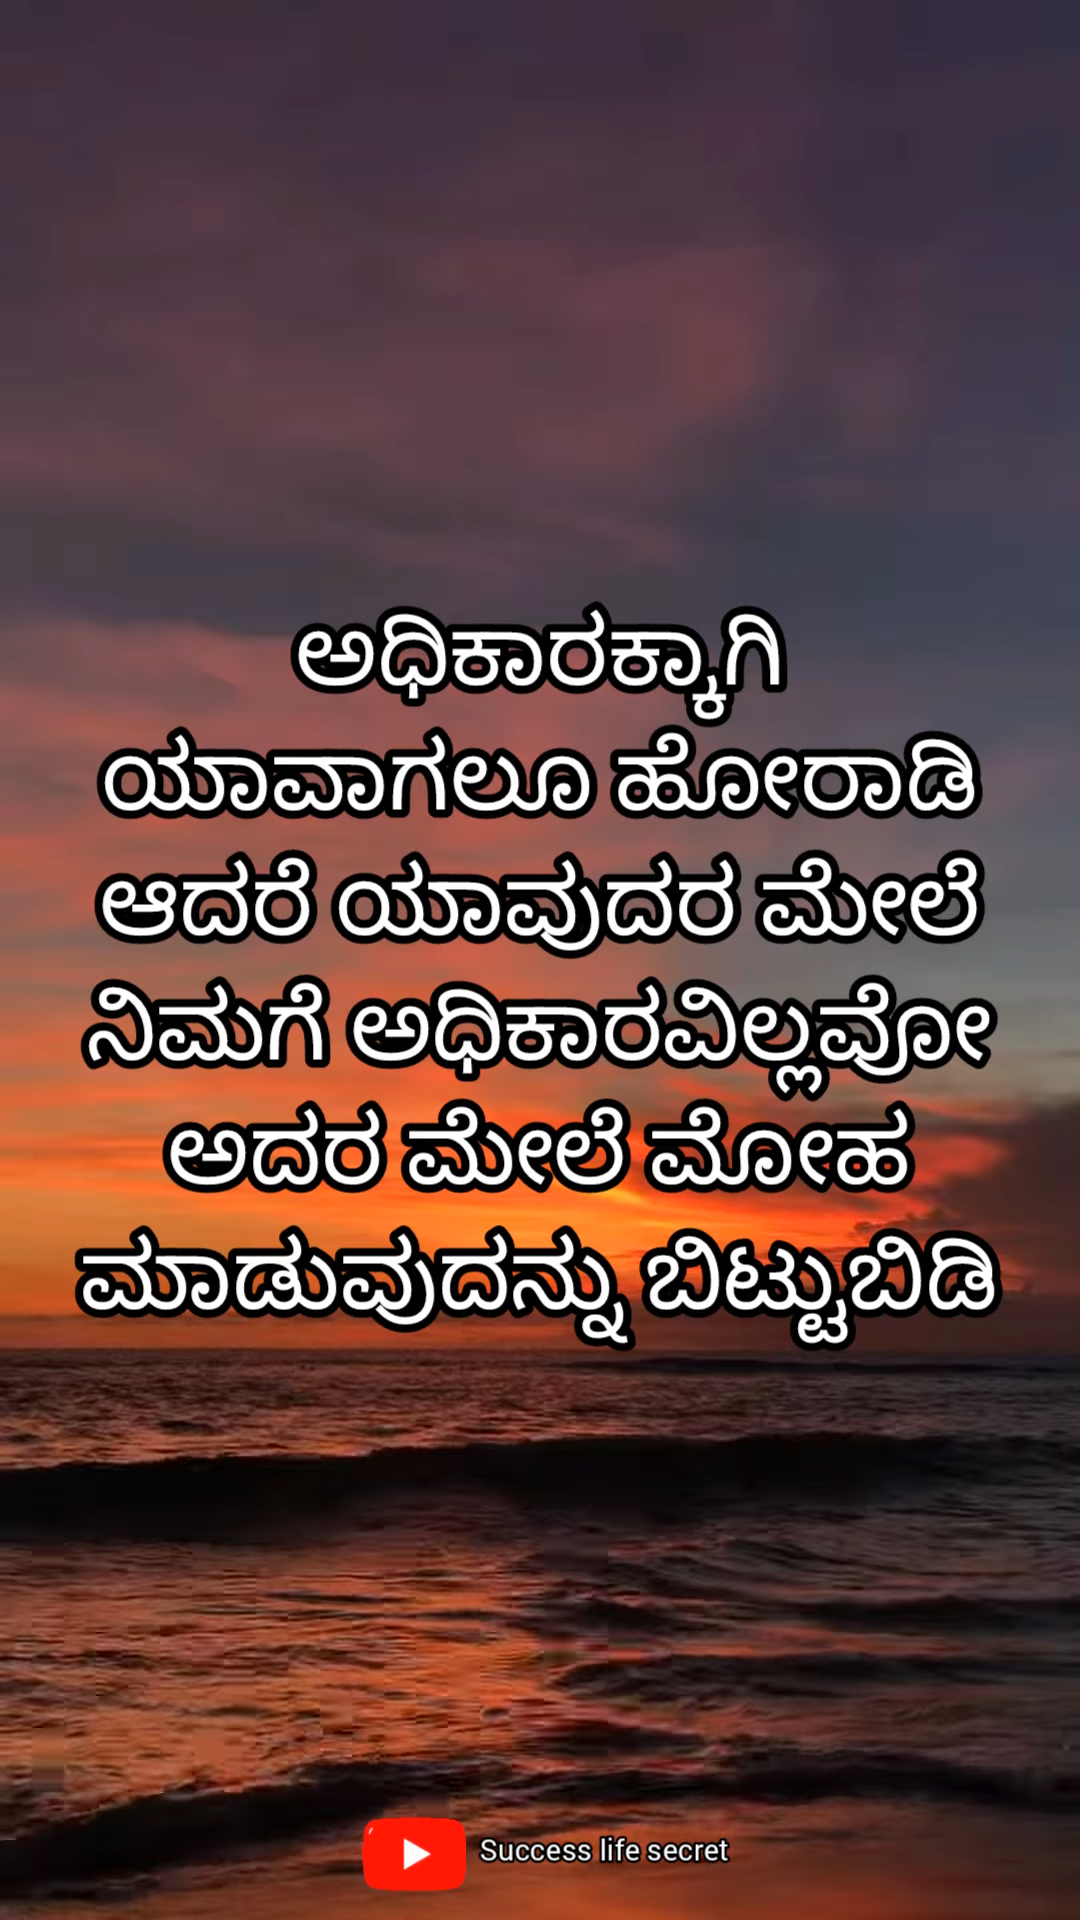 ಅಧಿಕಾರಕ್ಕಾಗಿ
ಯಾವಾಗಲೂ ಹೋರಾಡಿ
ಆದರೆ ಯಾವುದರ ಮೇಲೆ
ನಿಮಗೆ ಅಧಿಕಾರವಿಲ್ಲವೋ
ಅದರ ಮೇಲೆ ಮೋಹ
ಮಾಡುವುದನ್ನು ಬಿಟ್ಟುಬಿಡಿ
Success life secret